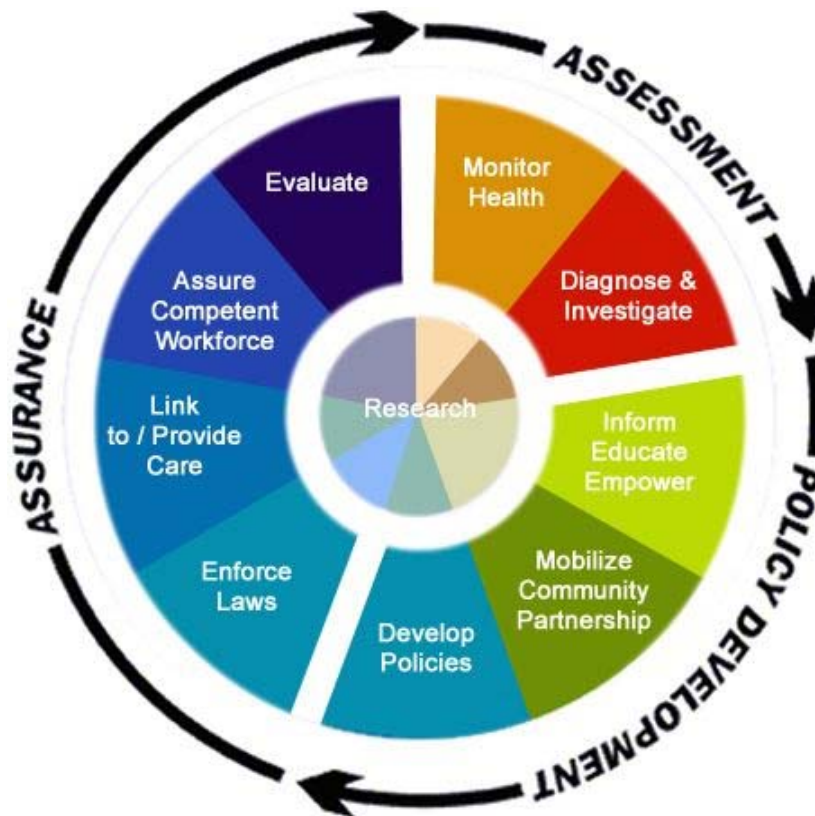 ASSESSMENT
POLICY DEVELOPMENT
ASSURANCE
Monitor
Health
Diagnose &
Investigate
Inform
Educate
Empower
Mobilize
Community
Partnership
Develop
Policies
Enforce
Laws
Link
to / Provide
Care
Assure
Competent
Workforce
Evaluate
Research